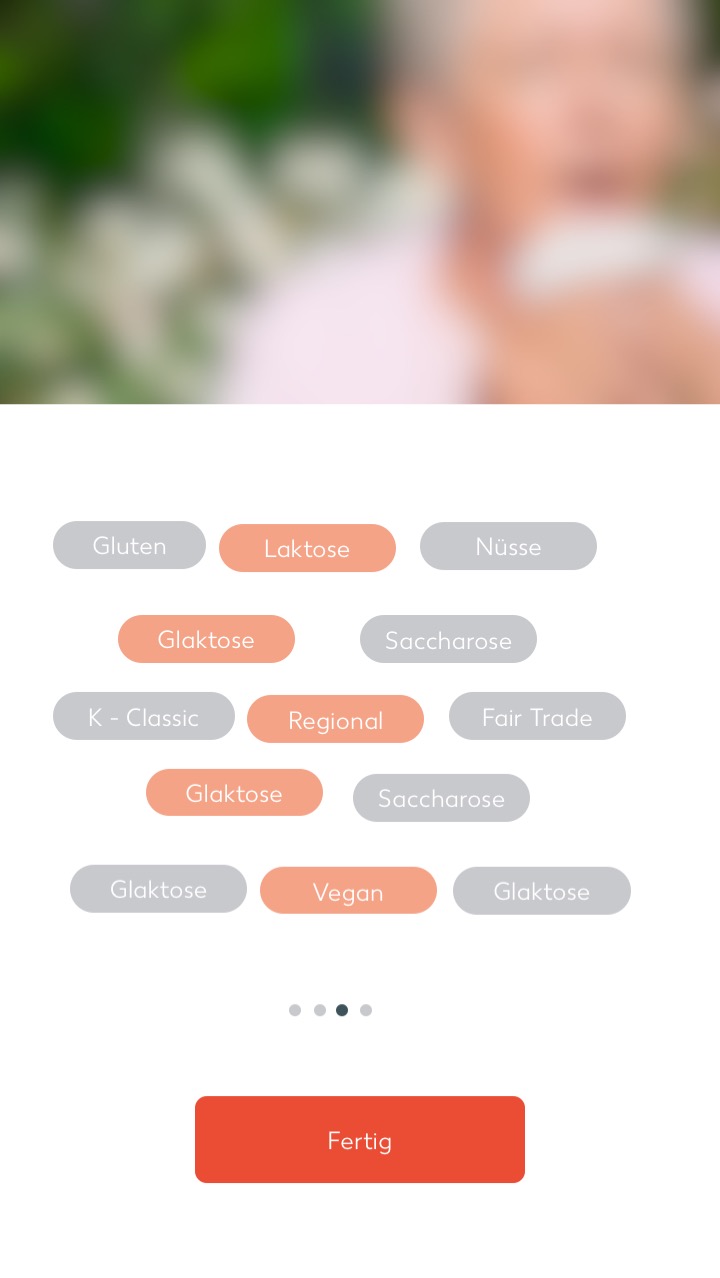 Gluten Laktose Nüsse
Glaktose Saccharose
K - Classic Regional Fair Trade
Glaktose Saccharose
Glaktose Vegan Glaktose
Fertig